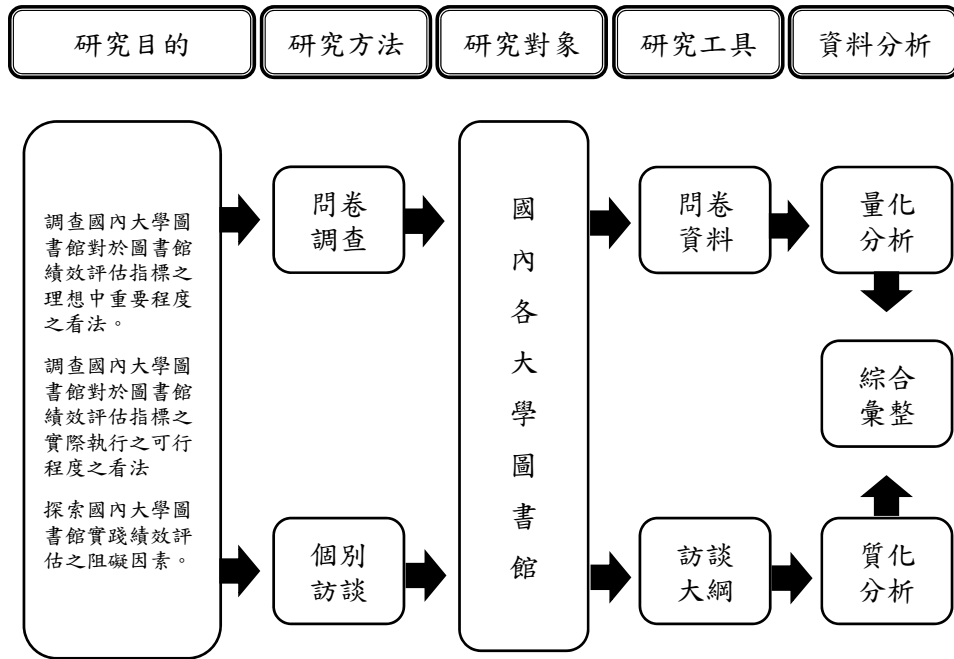 研究目的
研究方法
研究對象
研究工具
資料分析
調查國內大學圖
書館對於圖書館
績效評估指標之
理想中重要程度
之看法。
調查國內大學圖
書館對於圖書館
績效評估指標之
實際執行之可行
程度之看法
探索國內大學圖
書館實踐績效評
估之阻礙因素。
問卷
調查
個別
訪談
國內各大學圖書館
問卷
資料
訪談
大綱
量化
分析
綜合
彙整
質化
分析